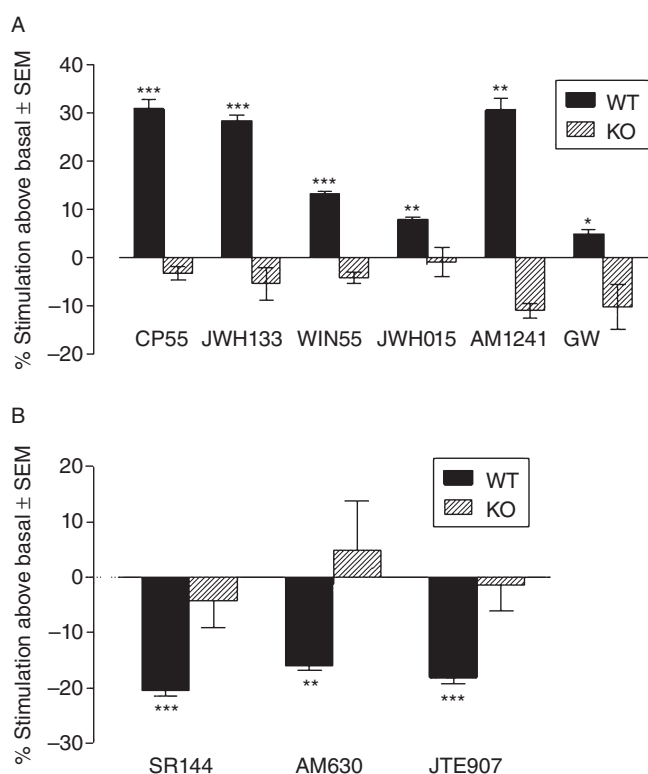 A
% Stimulation above basal ± SEM
40
30
20
10
0
−10
−20
***
***
***
**
**
*
WT
KO
CP55 JWH133 WIN55 JWH015 AM1241 GW
B
% Stimulation above basal ± SEM
20
10
0
−10
−20
−30
WT
KO
***
**
***
SR144 AM630 JTE907